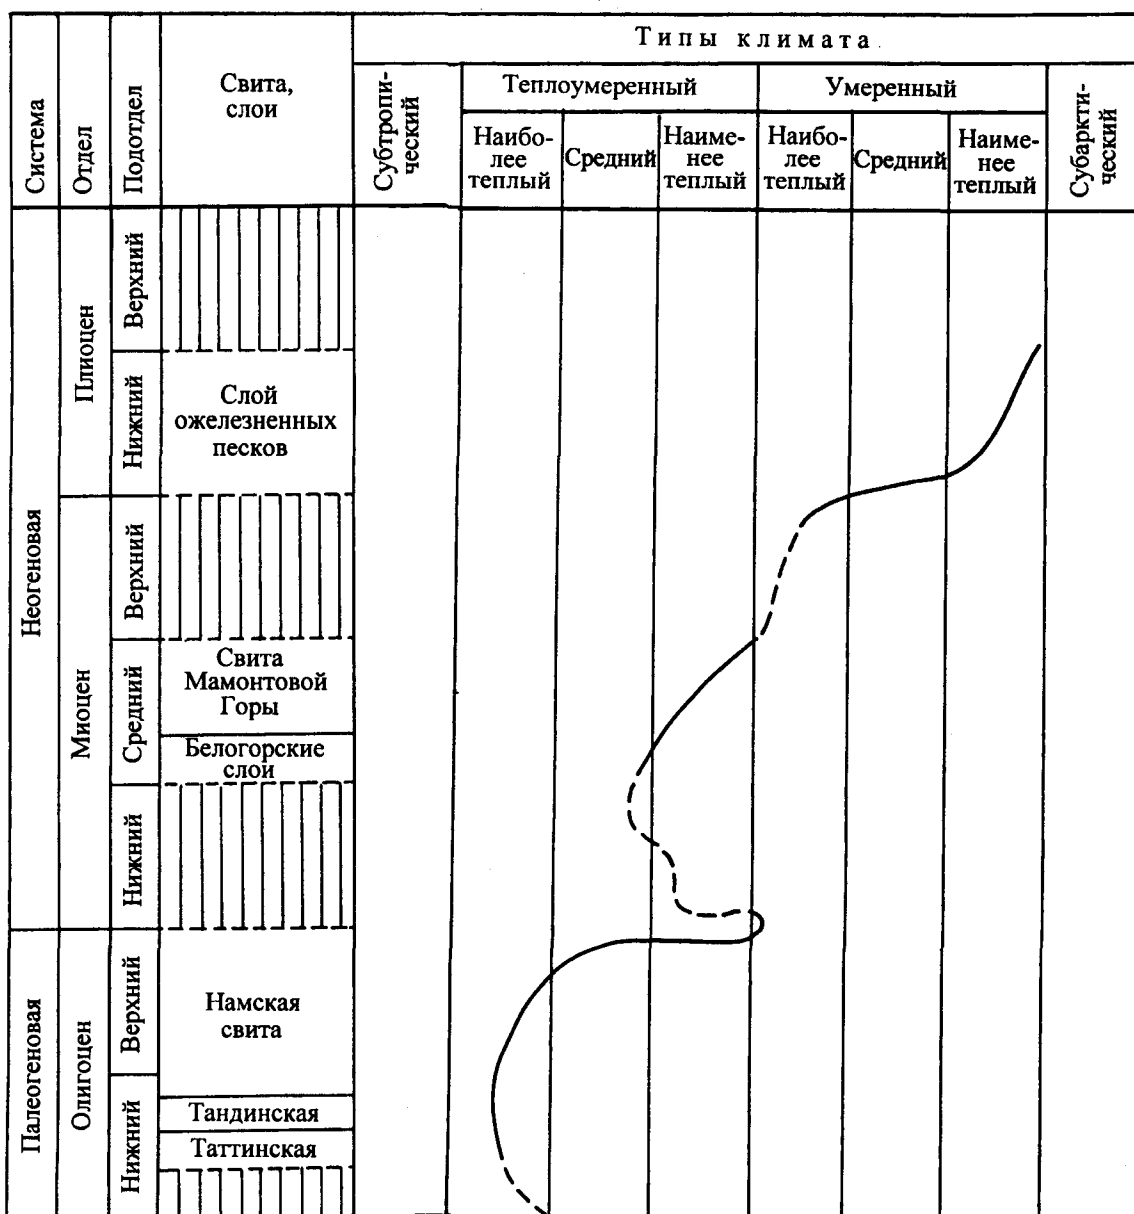 Типы климата
Система
Отдел
Подотдел
Свита,
слои
Субтропи-
ческий
Теплоумеренный
Умеренный
Субаркти-
ческий
Наибо-
лее
теплый
Средний
Наиме-
нее
теплый
Наибо-
лее
теплый
Средний
Наиме-
нее
теплый
Неогеновая
Плиоцен
Верхний
Нижний
Слой
ожелезненных
песков
Миоцен
Верхний
Средний
Свита
Мамонтовой
Горы
Белогорские
слои
Нижний
Палеогеновая
Олигоцен
Верхний
Намская
свита
Нижний
Тандинская
Таттинская